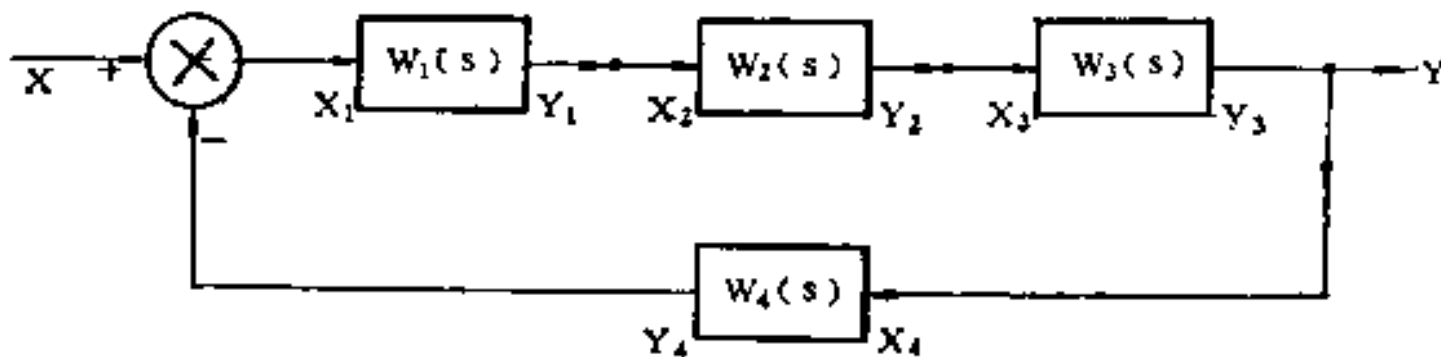 W₁(s) W₂(s) W₃(s) Y
X + X₁ Y₁ X₂ Y₂ X₃ Y₃
−
W₄(s)
Y₄ X₄